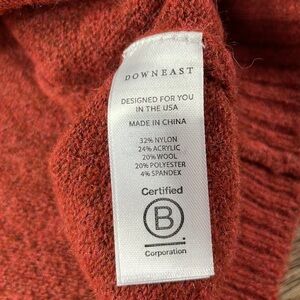 DOWNEAST
DESIGNED FOR YOU
IN THE USA
MADE IN CHINA
32% NYLON
24% ACRYLIC
20% WOOL
20% POLYESTER
4% SPANDEX
Certified
B
Corporation